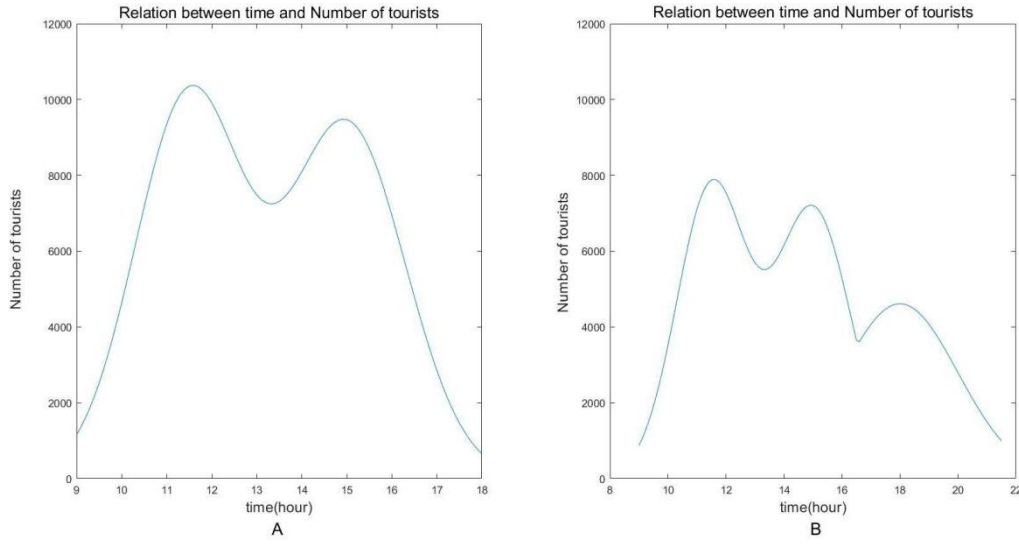 Relation between time and Number of tourists
12000
10000
8000
6000
4000
2000
0
Number of tourists
9 10 11 12 13 14 15 16 17 18
time(hour)
A
Relation between time and Number of tourists
12000
10000
8000
6000
4000
2000
0
Number of tourists
8 10 12 14 16 18 20 22
time(hour)
B